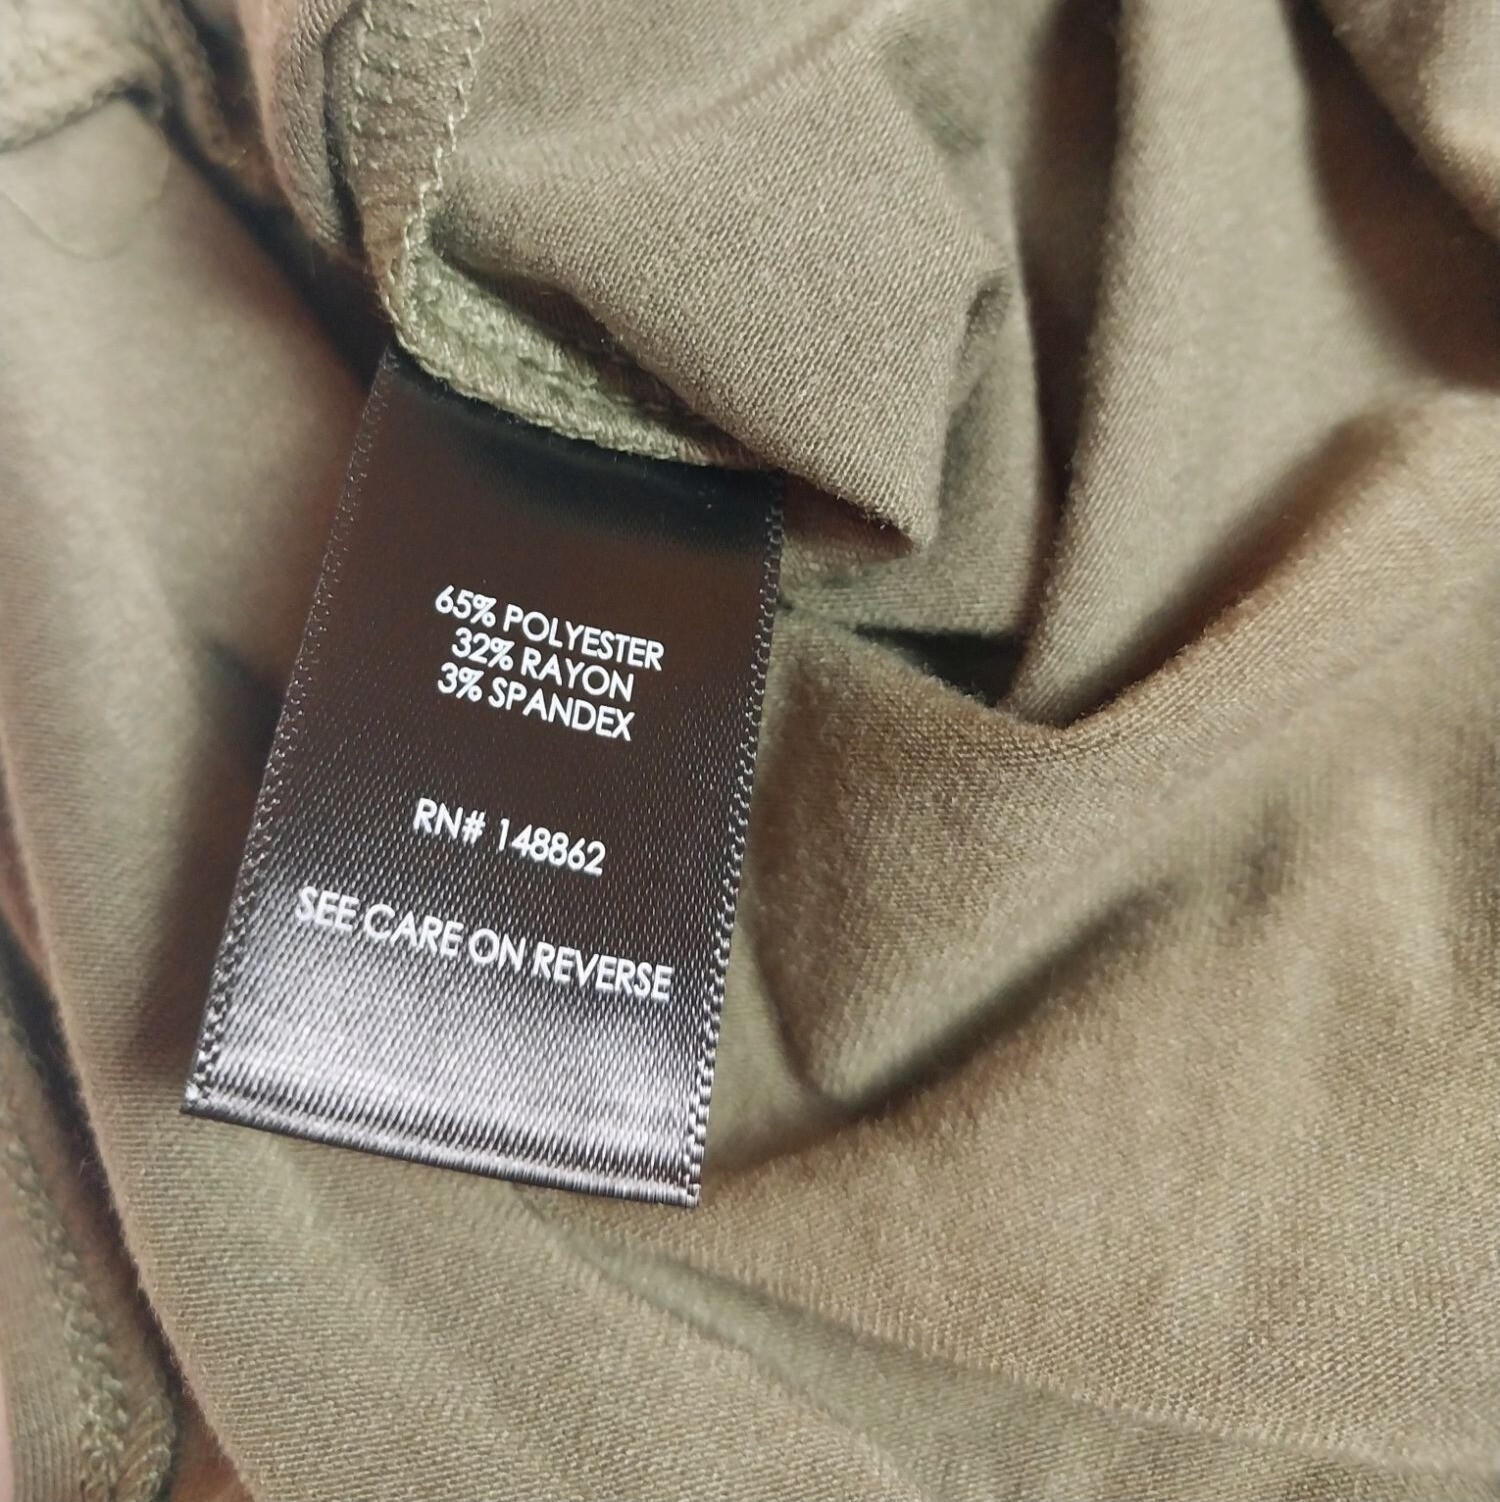 65% POLYESTER
32% RAYON
3% SPANDEX
RN# 148862
SEE CARE ON REVERSE